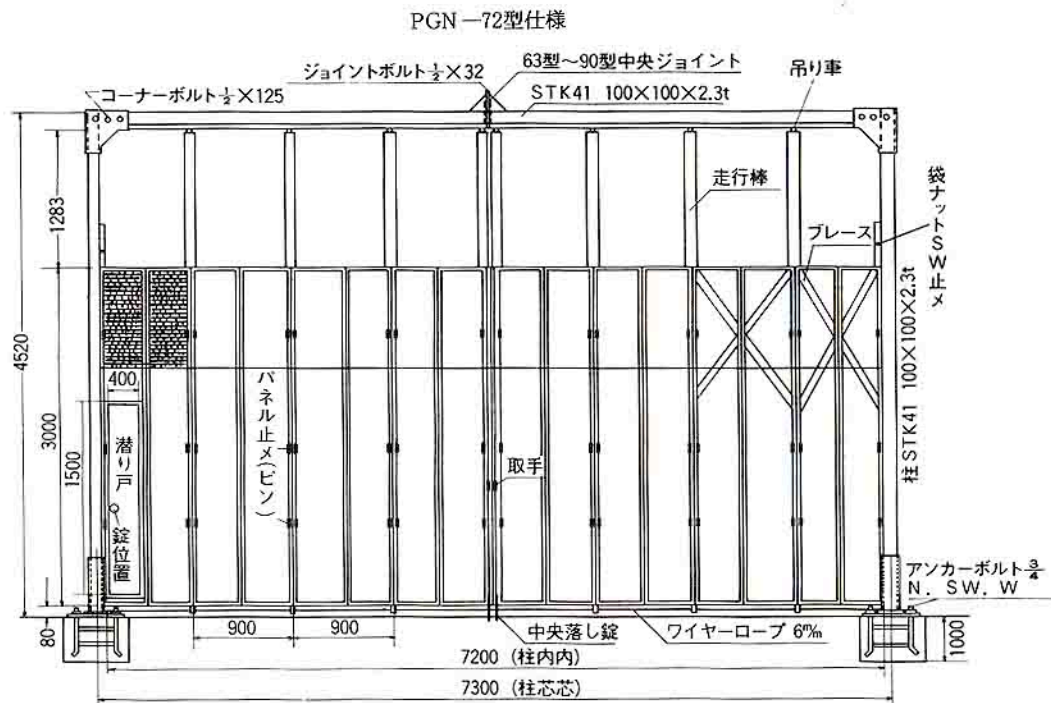 PGN－72型仕様
ジョイントボルト½×32
63型〜90型中央ジョイント
吊り車
コーナーボルト½×125
STK41 100×100×2.3t
走行棒
ブレース
袋ナットSW止メ
柱STK41 100×100×2.3t
1283
4520
3000
400
1500
潜り戸
錠位置
パネル止メ(ピン)
取手
アンカーボルト¾
N．SW．W
80
900
900
中央落し錠
ワイヤーロープ 6㎜
1000
7200 (柱内内)
7300 (柱芯芯)